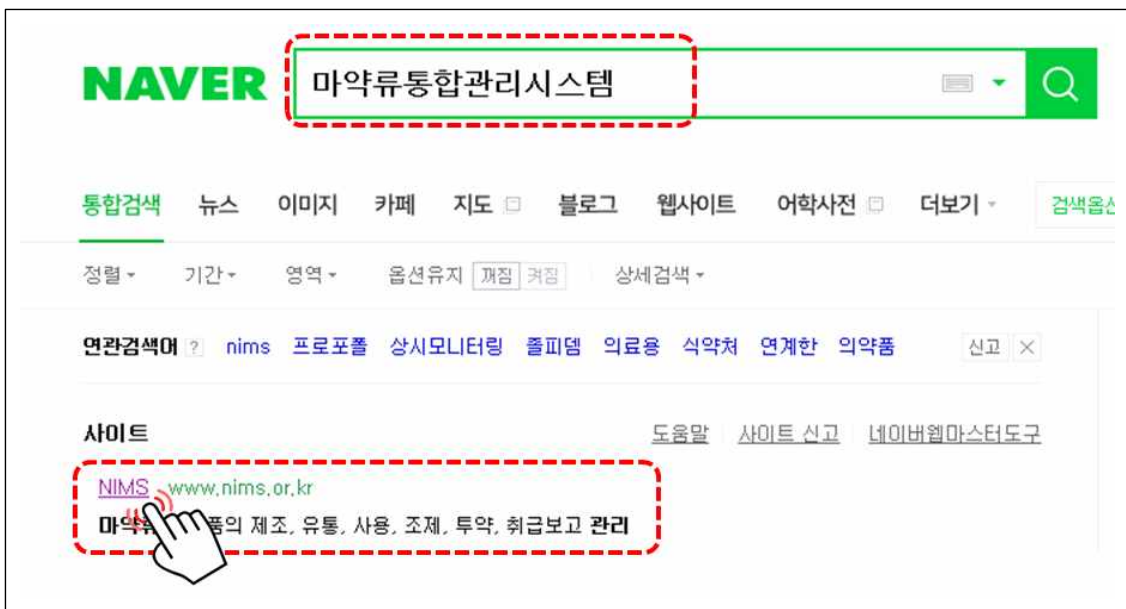 NAVER 마약류통합관리시스템
통합검색 뉴스 이미지 카페 지도 블로그 웹사이트 어학사전 더보기 검색옵션
정렬 기간 영역 옵션유지 꺼짐 켜짐 상세검색
연관검색어 ? nims 프로포폴 상시모니터링 졸피뎀 의료용 식약처 연계한 의약품 신고 ×
사이트 도움말 사이트 신고 네이버웹마스터도구
NIMS www.nims.or.kr
품의 제조, 유통, 사용, 조제, 투약, 취급보고 관리